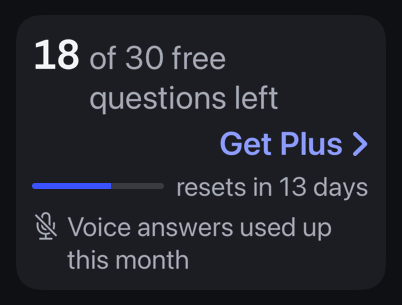 18 of 30 free
questions left
Get Plus
resets in 13 days
Voice answers used up
this month